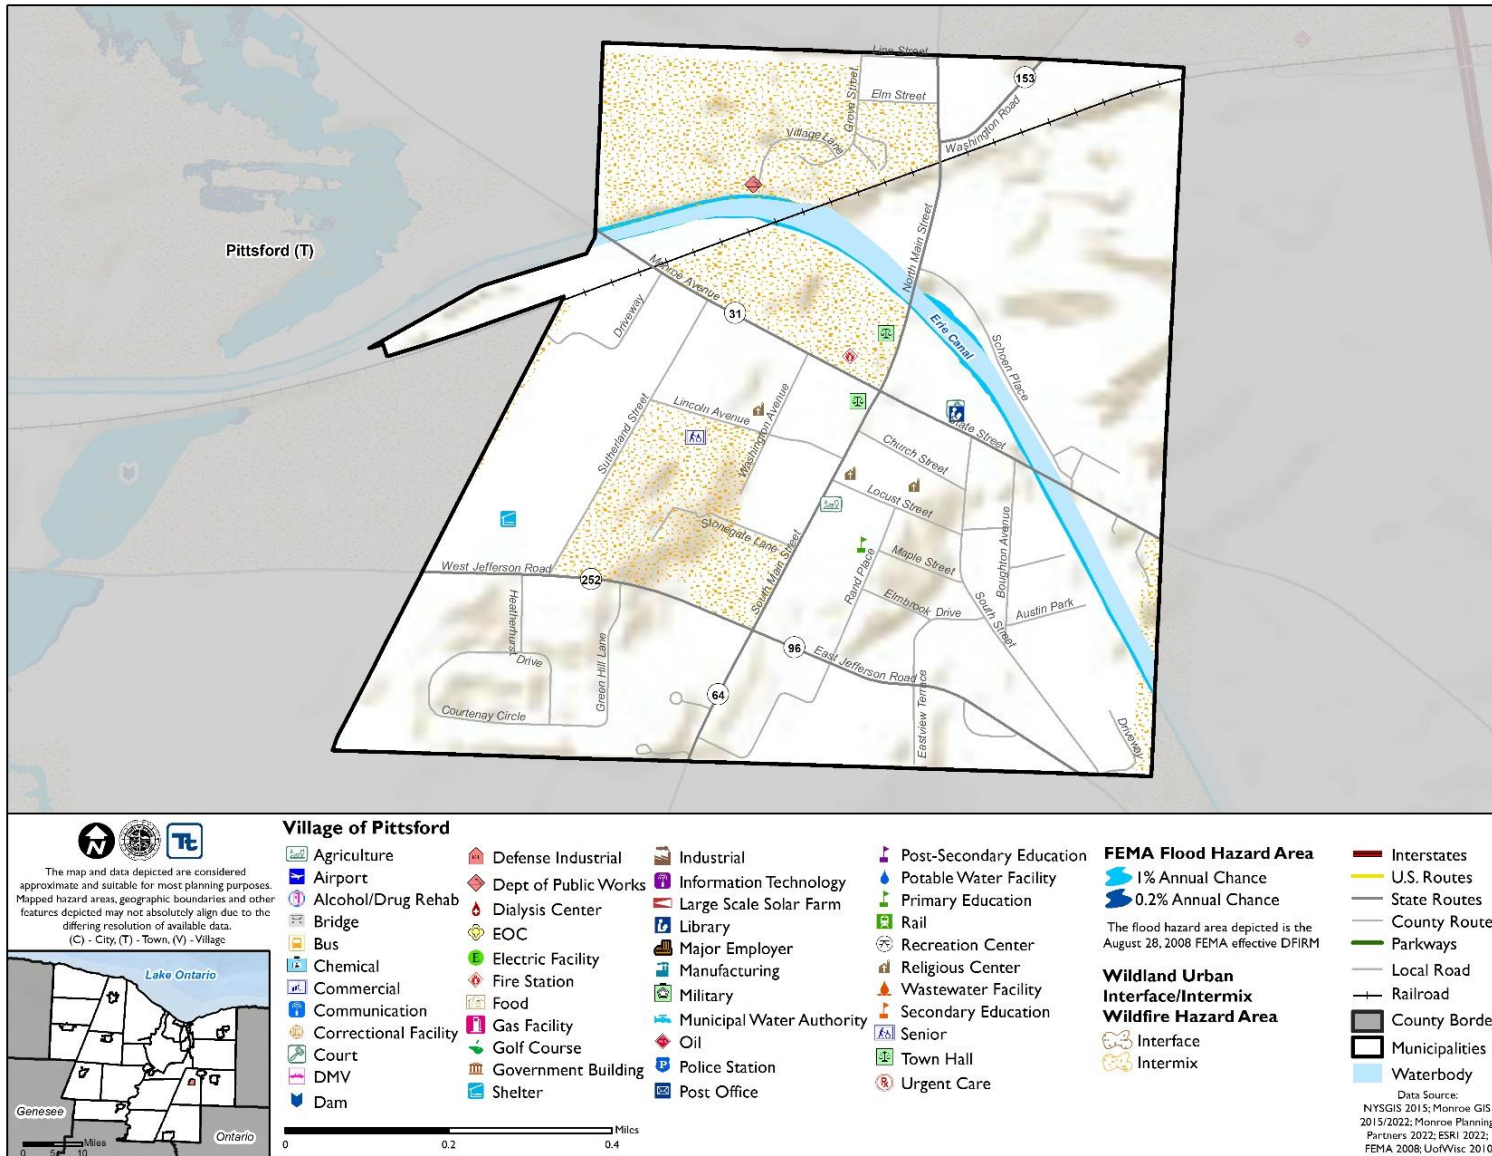 Line Street
153
Elm Street
Grove Street
Washington Road
Village Lane
Pittsford (T)
North Main Street
Monroe Avenue
Driveway
31
Erie Canal
Schoen Place
Sutherland Street
Lincoln Avenue
Washington Avenue
State Street
Church Street
Locust Street
Stonegate Lane
South Main Street
Rand Place
Maple Street
Boughton Avenue
West Jefferson Road
252
Elmbrook Drive
South Street
Austin Park
Heatherhurst
Drive
Green Hill Lane
96
East Jefferson Road
64
Courtenay Circle
Eastview Terrace
Driveway
N
Tt
The map and data depicted are considered
approximate and suitable for most planning purposes.
Mapped hazard areas, geographic boundaries and other
features depicted may not absolutely align due to the
differing resolution of available data.
(C) - City, (T) - Town, (V) - Village
Lake Ontario
Genesee
Ontario
Miles
0 5 10
Village of Pittsford
Agriculture
Airport
Alcohol/Drug Rehab
Bridge
Bus
Chemical
Commercial
Communication
Correctional Facility
Court
DMV
Dam
Defense Industrial
Dept of Public Works
Dialysis Center
EOC
Electric Facility
Fire Station
Food
Gas Facility
Golf Course
Government Building
Shelter
Industrial
Information Technology
Large Scale Solar Farm
Library
Major Employer
Manufacturing
Military
Municipal Water Authority
Oil
Police Station
Post Office
Post-Secondary Education
Potable Water Facility
Primary Education
Rail
Recreation Center
Religious Center
Wastewater Facility
Secondary Education
Senior
Town Hall
Urgent Care
Miles
0 0.2 0.4
FEMA Flood Hazard Area
1% Annual Chance
0.2% Annual Chance
The flood hazard area depicted is the
August 28, 2008 FEMA effective DFIRM
Wildland Urban
Interface/Intermix
Wildfire Hazard Area
Interface
Intermix
Interstates
U.S. Routes
State Routes
County Route
Parkways
Local Road
Railroad
County Borde
Municipalities
Waterbody
Data Source:
NYSGIS 2015; Monroe GIS
2015/2022; Monroe Planning
Partners 2022; ESRI 2022;
FEMA 2008; UofWisc 2010